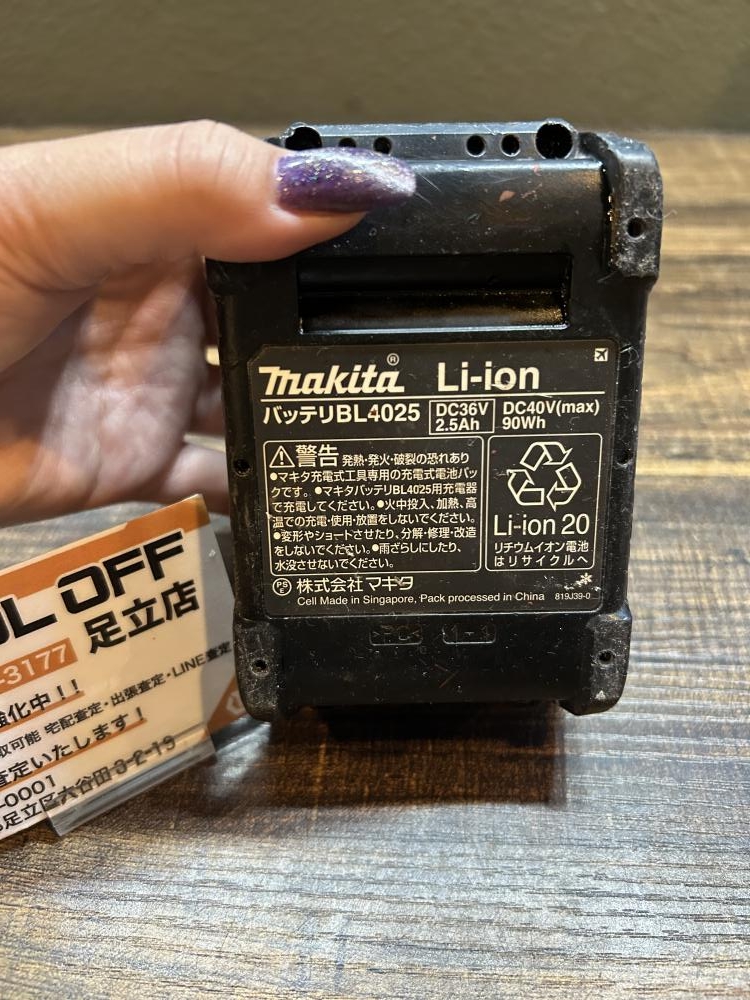 makita® Li-ion
バッテリBL4025 DC36V 2.5Ah DC40V(max) 90Wh
警告 発熱・発火・破裂の恐れあり
●マキタ充電式工具専用の充電式電池パッ
クです。●マキタバッテリBL4025用充電器
で充電してください。●火中投入、加熱、高
温での充電・使用・放置をしないでください。
●変形やショートさせたり、分解・修理・改造
をしないでください。●雨ざらしにしたり、
水没させないでください。
Li-ion 20
リチウムイオン電池
はリサイクルへ
PSE 株式会社マキタ
Cell Made in Singapore, Pack processed in China 819J39-0
OFF
足立店
-3177
強化中！！
取可能 宅配査定・出張査定・LINE査定
査定いたします！
-0001
足立区六谷田3-2-19